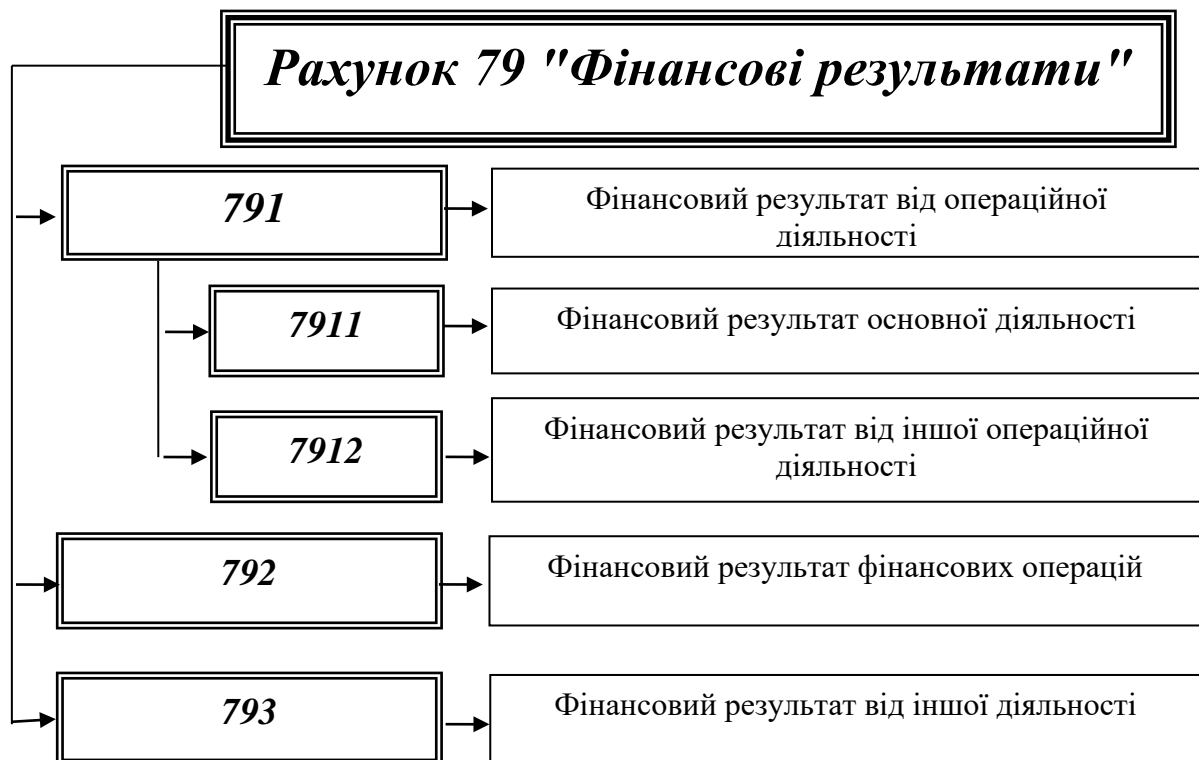 Рахунок 79 "Фінансові результати"
791
Фінансовий результат від операційної
діяльності
7911
Фінансовий результат основної діяльності
7912
Фінансовий результат від іншої операційної
діяльності
792
Фінансовий результат фінансових операцій
793
Фінансовий результат від іншої діяльності